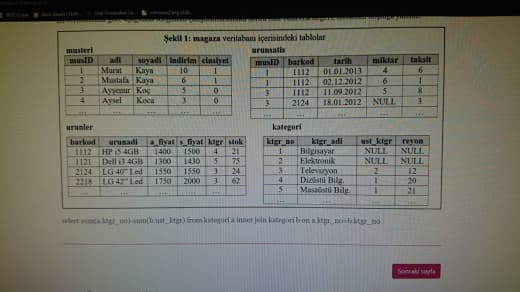 Şekil 1: magaza veritabanı içerisindeki tablolar
musteri
musID adi soyadi indirim cinsiyet
1 Murat Kaya 10 1
2 Mustafa Kaya 6 1
3 Ayşenur Koç 5 0
4 Aysel Koca 3 0
... ... ... ... ...
urunsatis
musID barkod tarih miktar taksit
1 1112 01.01.2013 4 6
1 1112 02.12.2012 6 1
3 1112 11.09.2012 5 8
3 2124 18.01.2012 NULL 3
... ... ... ... ...
urunler
barkod urunadi a_fiyat s_fiyat ktgr stok
1112 HP i5 4GB 1400 1500 4 21
1121 Dell i3 4GB 1300 1430 5 75
2124 LG 40" Led 1550 1550 3 24
2218 LG 42" Led 1750 2000 3 62
... ... ... ... ... ...
kategori
ktgr_no ktgr_adi ust_ktgr reyon
1 Bilgisayar NULL NULL
2 Elektronik NULL NULL
3 Televizyon 2 12
4 Dizüstü Bilg. 1 20
5 Masaüstü Bilg. 1 21
... ... ... ...
select sum(a.ktgr_no)-sum(b.ust_ktgr) from kategori a inner join kategori b on a.ktgr_no=b.ktgr_no
Sonraki sayfa